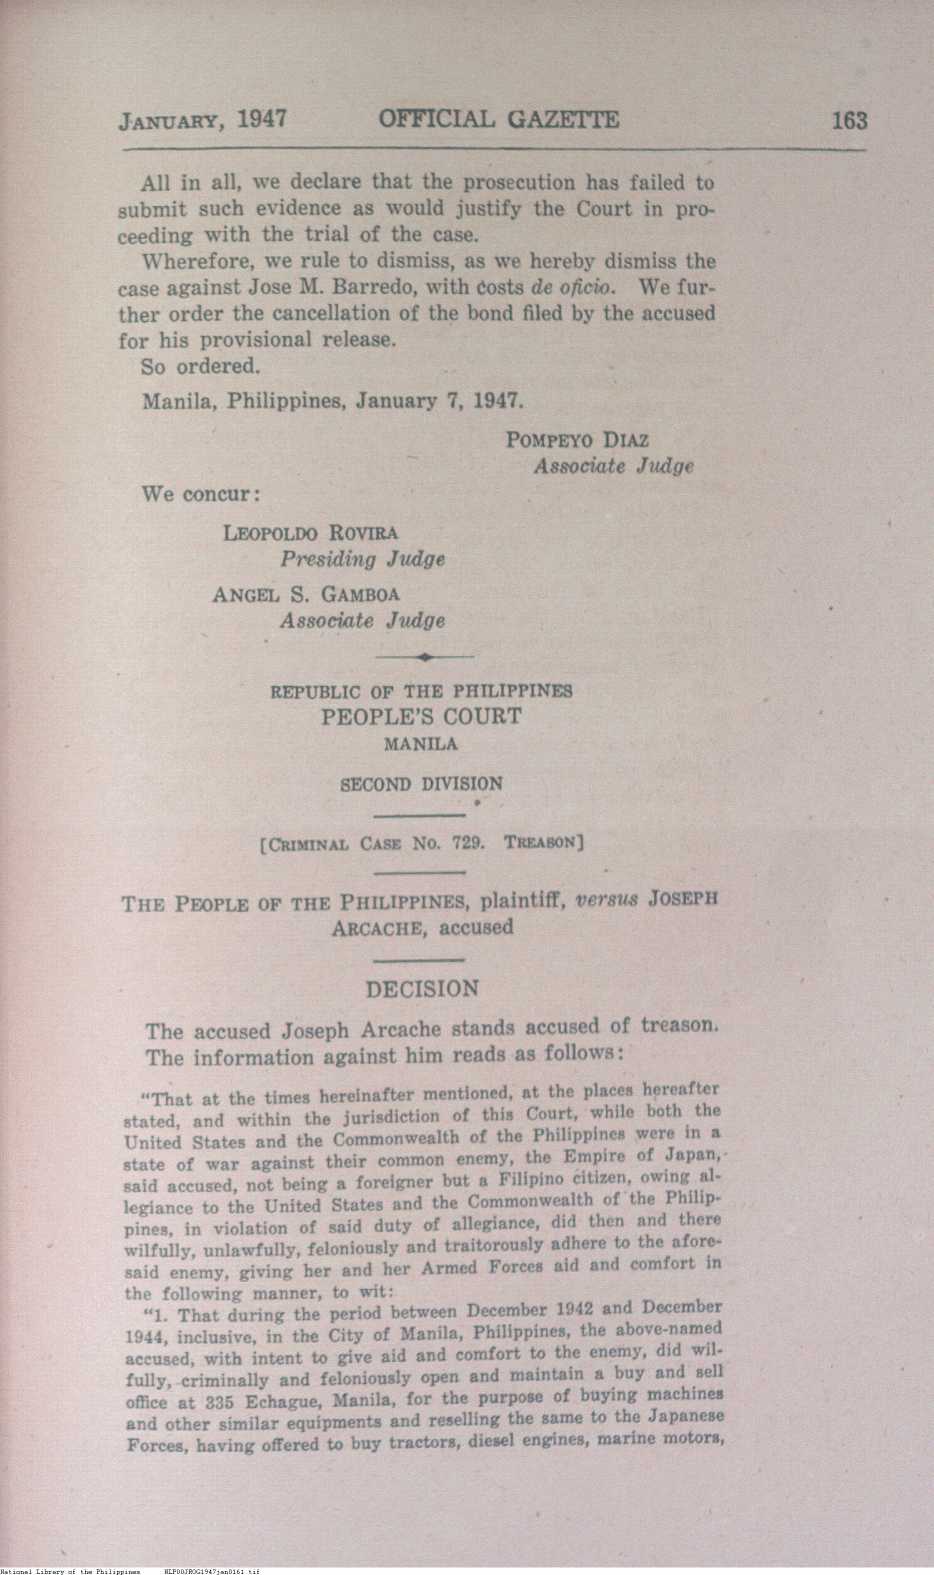 JANUARY, 1947 OFFICIAL GAZETTE 163
All in all, we declare that the prosecution has failed to
submit such evidence as would justify the Court in pro-
ceeding with the trial of the case.
Wherefore, we rule to dismiss, as we hereby dismiss the
case against Jose M. Barredo, with costs de oficio. We fur-
ther order the cancellation of the bond filed by the accused
for his provisional release.
So ordered.
Manila, Philippines, January 7, 1947.
POMPEYO DIAZ
Associate Judge
We concur:
LEOPOLDO ROVIRA
Presiding Judge
ANGEL S. GAMBOA
Associate Judge
REPUBLIC OF THE PHILIPPINES
PEOPLE'S COURT
MANILA
SECOND DIVISION
[CRIMINAL CASE No. 729. TREASON]
THE PEOPLE OF THE PHILIPPINES, plaintiff, versus JOSEPH
ARCACHE, accused
DECISION
The accused Joseph Arcache stands accused of treason.
The information against him reads as follows:
"That at the times hereinafter mentioned, at the places hereafter
stated, and within the jurisdiction of this Court, while both the
United States and the Commonwealth of the Philippines were in a
state of war against their common enemy, the Empire of Japan,
said accused, not being a foreigner but a Filipino citizen, owing al-
legiance to the United States and the Commonwealth of the Philip-
pines, in violation of said duty of allegiance, did then and there
wilfully, unlawfully, feloniously and traitorously adhere to the afore-
said enemy, giving her and her Armed Forces aid and comfort in
the following manner, to wit:
"1. That during the period between December 1942 and December
1944, inclusive, in the City of Manila, Philippines, the above-named
accused, with intent to give aid and comfort to the enemy, did wil-
fully, criminally and feloniously open and maintain a buy and sell
office at 335 Echague, Manila, for the purpose of buying machines
and other similar equipments and reselling the same to the Japanese
Forces, having offered to buy tractors, diesel engines, marine motors,
National Library of the Philippines NLP00JROG1947jan0161.tif